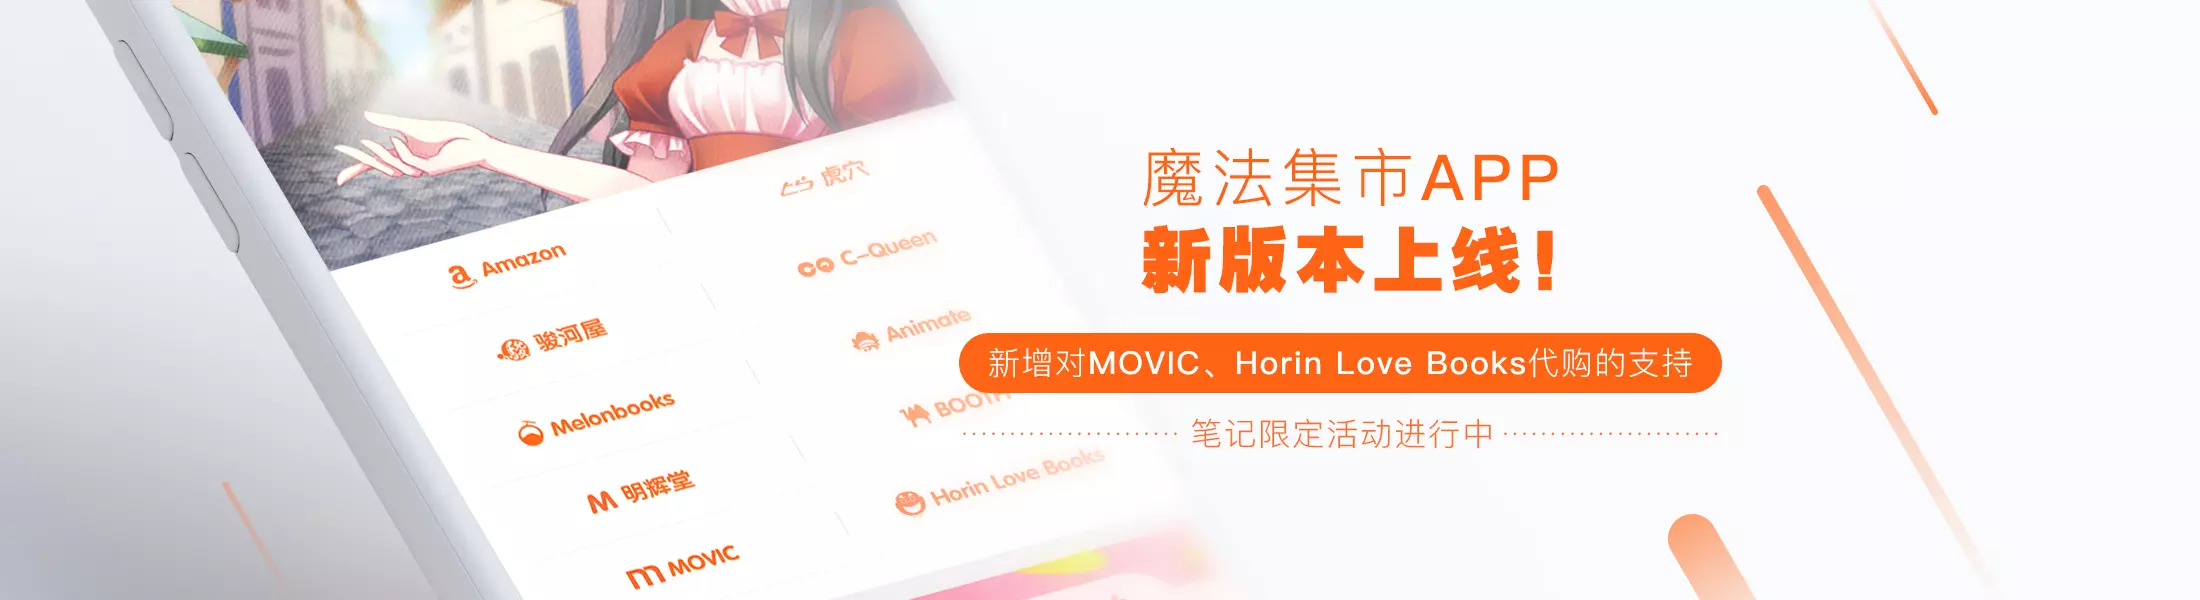 虎穴
Amazon
C-Queen
骏河屋
Animate
Melonbooks
BOOTH
明辉堂
Horin Love Books
MOVIC
魔法集市APP
新版本上线！
新增对MOVIC、Horin Love Books代购的支持
笔记限定活动进行中